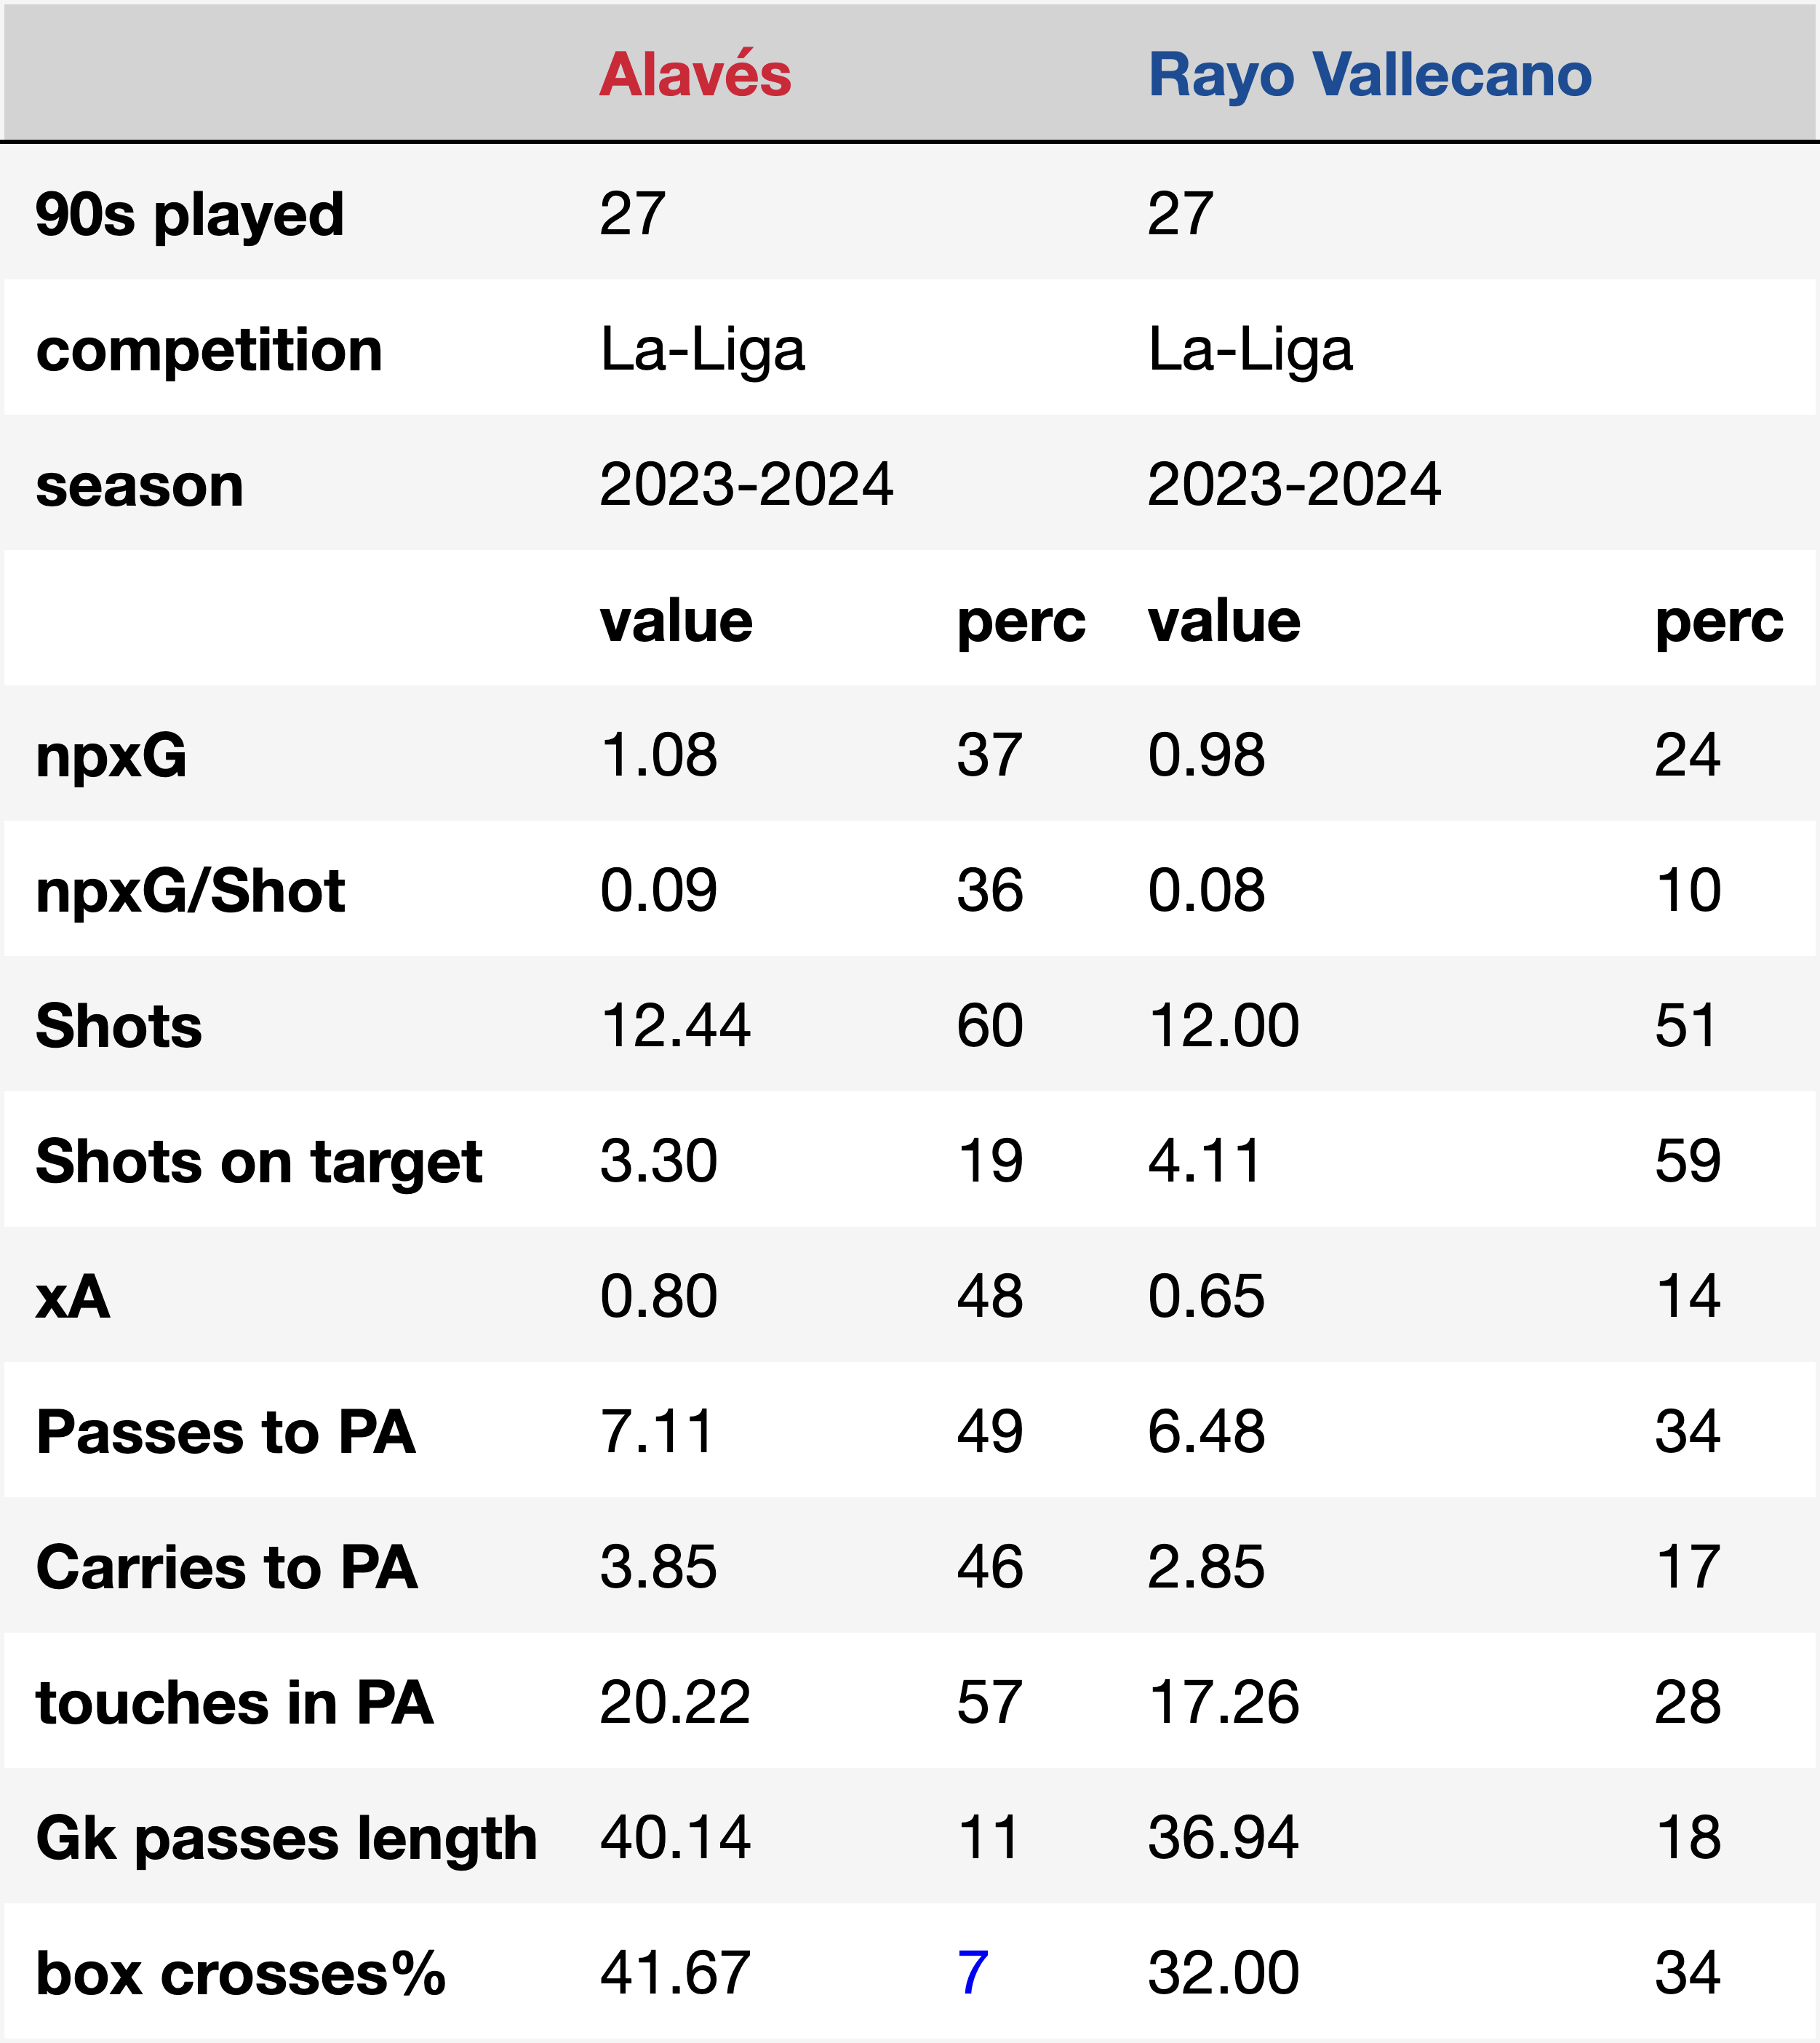 Alavés Rayo Vallecano
90s played 27 27
competition La-Liga La-Liga
season 2023-2024 2023-2024
value perc value perc
npxG 1.08 37 0.98 24
npxG/Shot 0.09 36 0.08 10
Shots 12.44 60 12.00 51
Shots on target 3.30 19 4.11 59
xA 0.80 48 0.65 14
Passes to PA 7.11 49 6.48 34
Carries to PA 3.85 46 2.85 17
touches in PA 20.22 57 17.26 28
Gk passes length 40.14 11 36.94 18
box crosses% 41.67 7 32.00 34